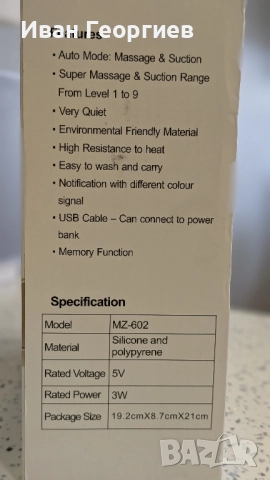 Иван Георгиев
Features
• Auto Mode: Massage & Suction
• Super Massage & Suction Range
From Level 1 to 9
• Very Quiet
• Environmental Friendly Material
• High Resistance to heat
• Easy to wash and carry
• Notification with different colour
signal
• USB Cable – Can connect to power
bank
• Memory Function
Specification
Model MZ-602
Material Silicone and
polypyrene
Rated Voltage 5V
Rated Power 3W
Package Size 19.2cmX8.7cmX21cm
BAZAR